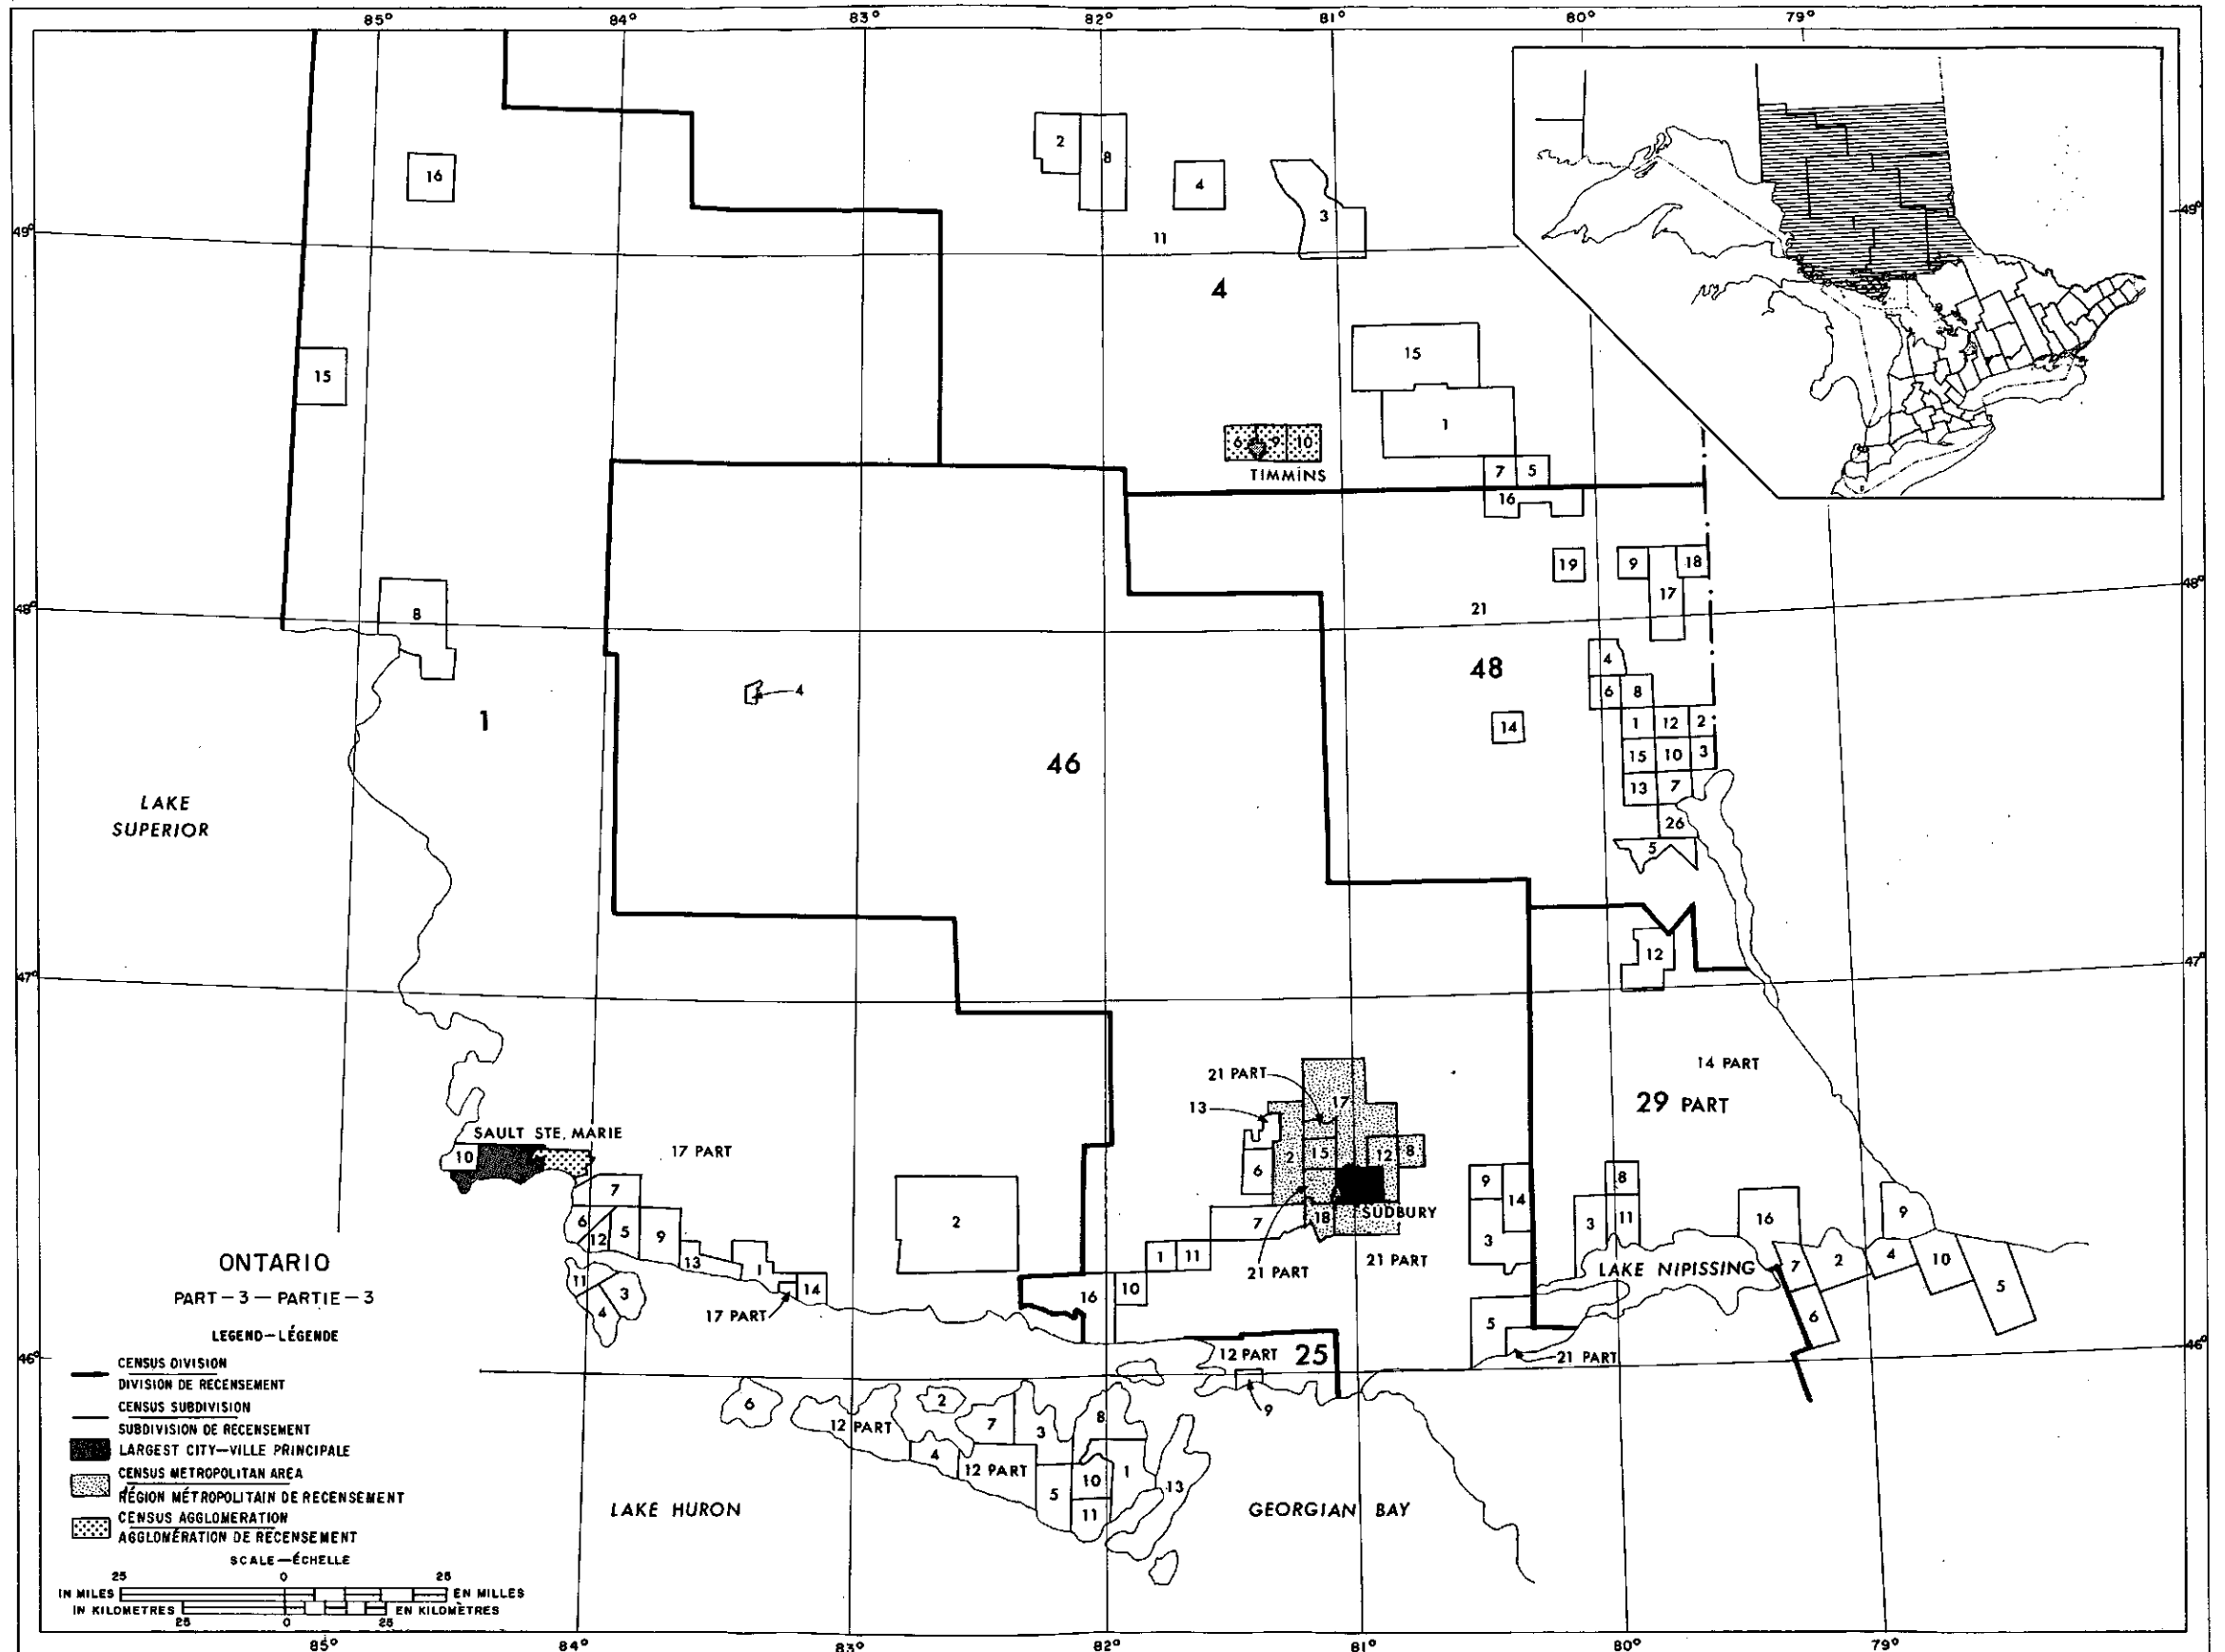 85° 84° 83° 82° 81° 80° 79°
2
8
16
4
3
49° 49°
11
4
15
15
1
6 9 10
TIMMINS
7 5
16
19 9 18
17
48° 48°
8
21
4
48
6 8
4
1
14
1 12 2
46
15 10 3
13 7
LAKE
SUPERIOR
26
5
12
47° 47°
14 PART
21 PART
17
29 PART
13
SAULT STE. MARIE
17 PART
10
2 15 12 8
6
8
9
14
7
6 12 5 9
2
7
18
SUDBURY
3 11
16
9
3
13
1
1 11
21 PART
21 PART
LAKE NIPISSING
7 2 4 10 5
ONTARIO
PART-3-PARTIE-3
11 3
4
14
17 PART
16
10
5
6
LEGEND-LÉGENDE
46° 46°
12 PART 25
21 PART
9
CENSUS DIVISION
DIVISION DE RECENSEMENT
CENSUS SUBDIVISION
SUBDIVISION DE RECENSEMENT
LARGEST CITY-VILLE PRINCIPALE
CENSUS METROPOLITAN AREA
RÉGION MÉTROPOLITAIN DE RECENSEMENT
CENSUS AGGLOMERATION
AGGLOMÉRATION DE RECENSEMENT
6
12 PART
2
7
3
8
4
12 PART
5
10
1
11
13
LAKE HURON
GEORGIAN BAY
SCALE-ÉCHELLE
25 0 25
IN MILES EN MILLES
IN KILOMETRES EN KILOMÈTRES
25 0 25
85° 84° 83° 82° 81° 80° 79°